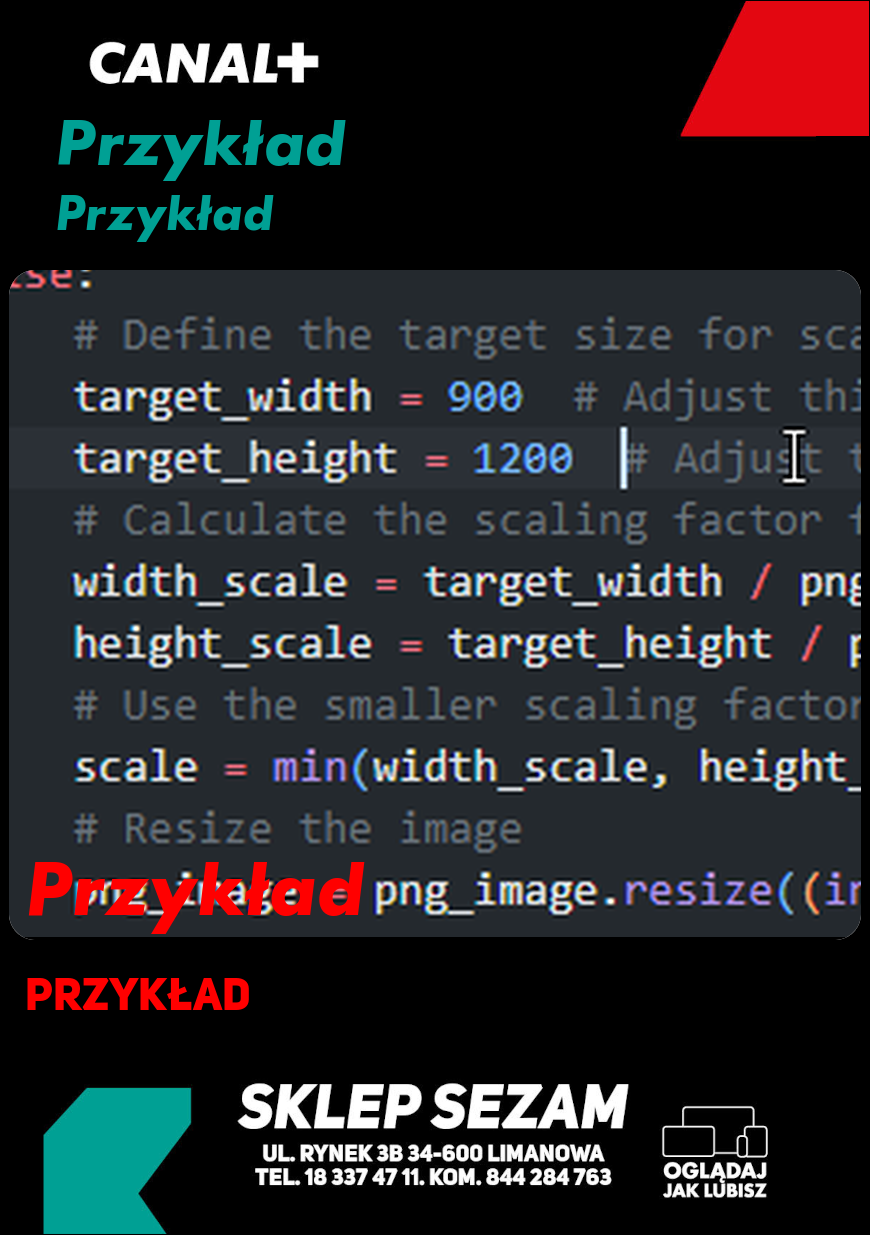 CANAL+
Przykład
Przykład
lse:
# Define the target size for sca
target_width = 900 # Adjust thi
target_height = 1200 # Adjust t
# Calculate the scaling factor f
width_scale = target_width / png
height_scale = target_height / p
# Use the smaller scaling factor
scale = min(width_scale, height_
# Resize the image
png_image = png_image.resize((in
Przykład
PRZYKŁAD
SKLEP SEZAM
UL. RYNEK 3B 34-600 LIMANOWA
TEL. 18 337 47 11. KOM. 844 284 763
OGLĄDAJ
JAK LUBISZ